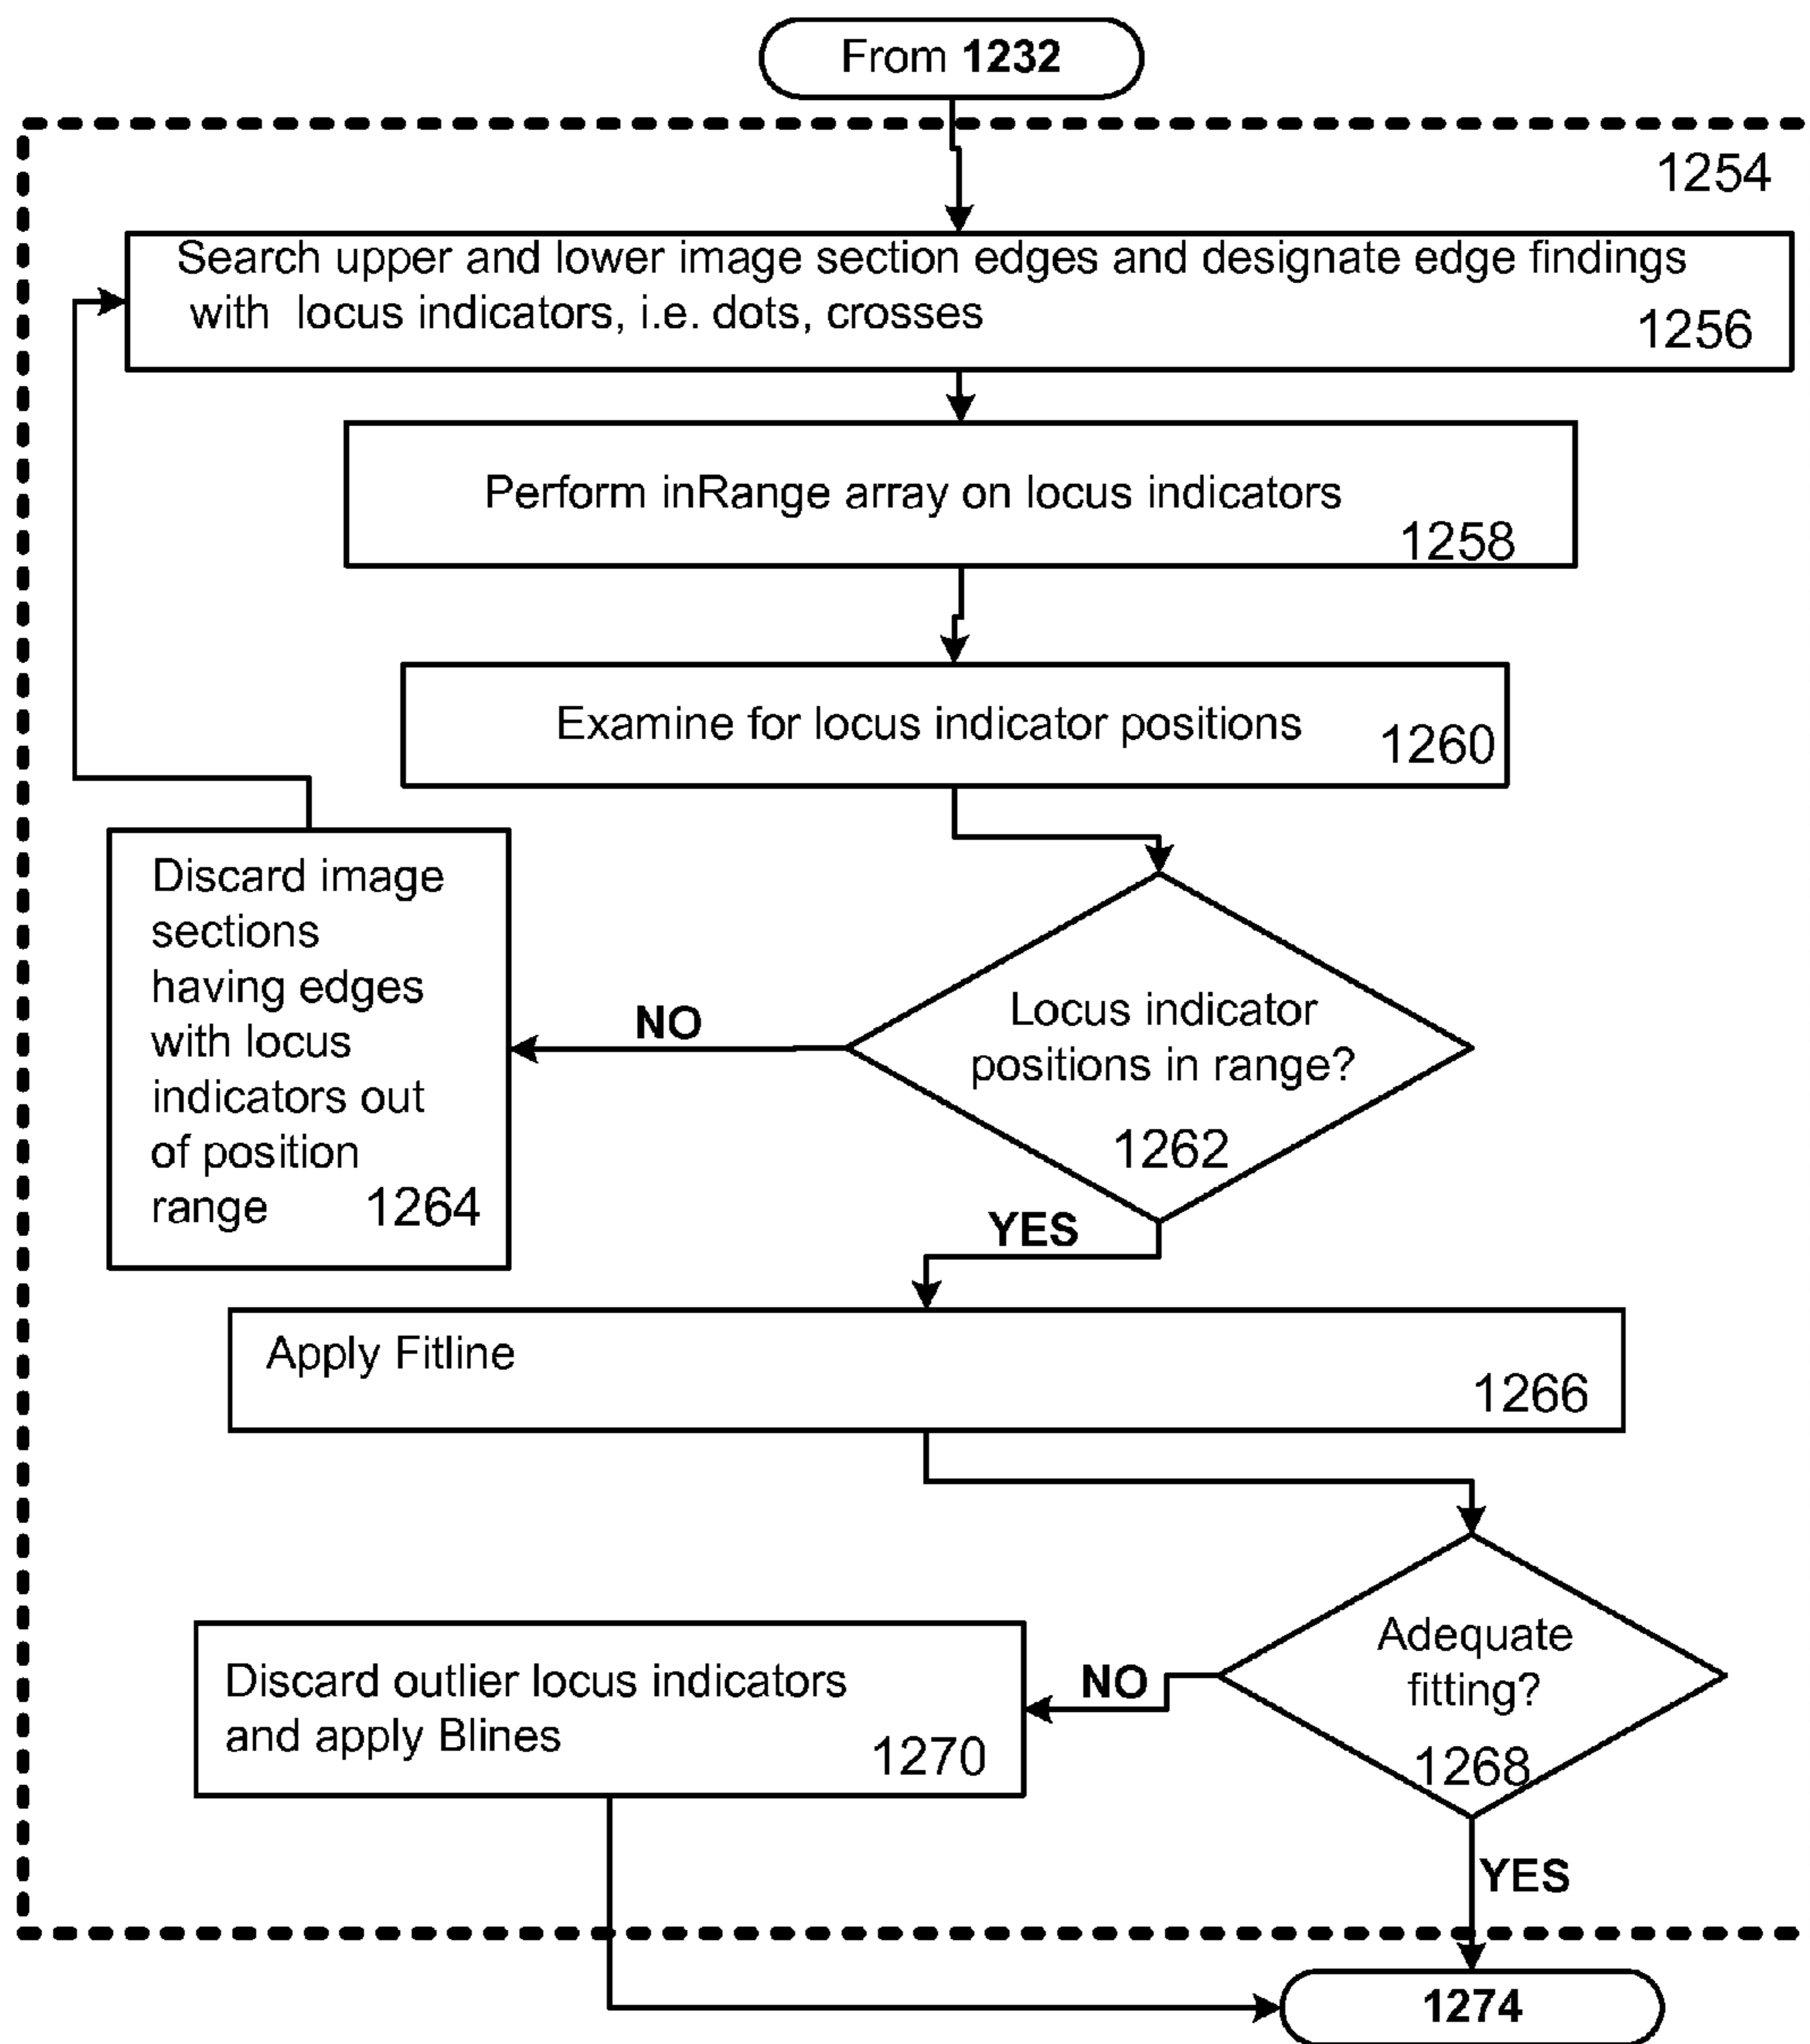 From 1232
1254
Search upper and lower image section edges and designate edge findings
with locus indicators, i.e. dots, crosses
1256
Perform inRange array on locus indicators
1258
Examine for locus indicator positions
1260
Discard image
sections
having edges
with locus
indicators out
of position
range 1264
NO
Locus indicator
positions in range?
1262
YES
Apply Fitline
1266
Adequate
fitting?
1268
NO
Discard outlier locus indicators
and apply Blines
1270
YES
1274